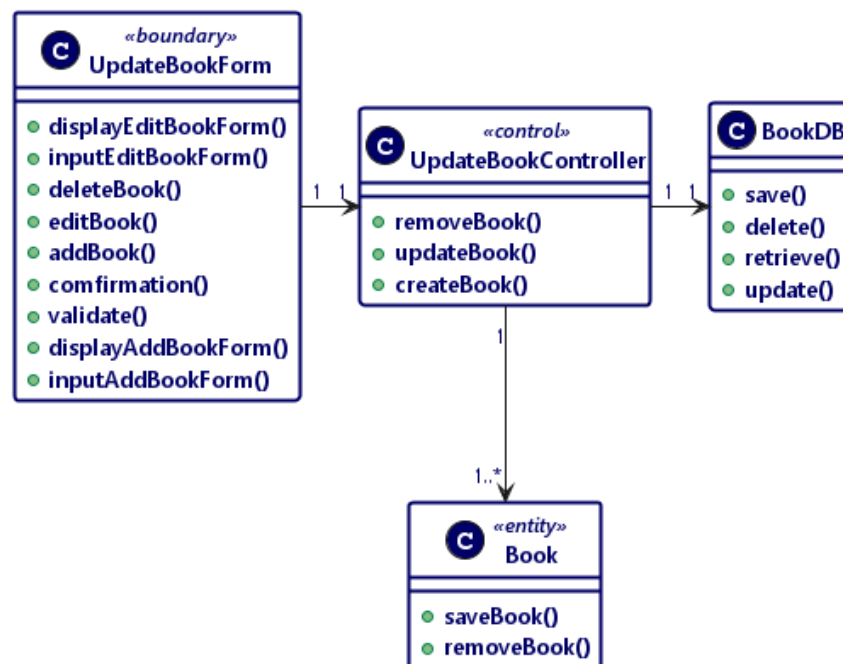 «boundary»
C
UpdateBookForm
displayEditBookForm()
inputEditBookForm()
deleteBook()
editBook()
addBook()
comfirmation()
validate()
displayAddBookForm()
inputAddBookForm()
1 1
«control»
C
UpdateBookController
removeBook()
updateBook()
createBook()
1 1
C BookDB
save()
delete()
retrieve()
update()
1
1..*
«entity»
C
Book
saveBook()
removeBook()